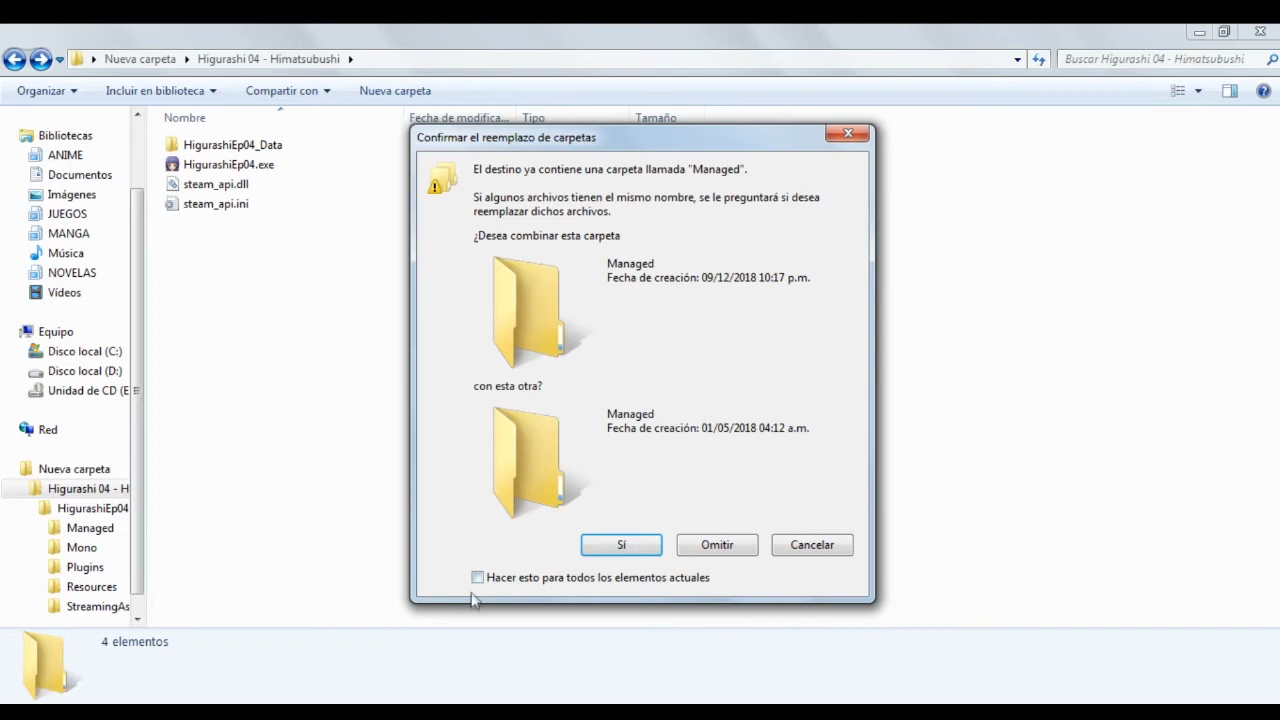 Nueva carpeta
Higurashi 04 - Himatsubushi
Buscar Higurashi 04 - Himatsubushi
Organizar
Incluir en biblioteca
Compartir con
Nueva carpeta
Nombre
Fecha de modifica...
Tipo
Tamaño
Bibliotecas
ANIME
Documentos
Imágenes
JUEGOS
MANGA
Música
NOVELAS
Vídeos
Equipo
Disco local (C:)
Disco local (D:)
Unidad de CD (E
Red
Nueva carpeta
Higurashi 04 - H
HigurashiEp04
Managed
Mono
Plugins
Resources
StreamingAs
HigurashiEp04_Data
HigurashiEp04.exe
steam_api.dll
steam_api.ini
Confirmar el reemplazo de carpetas
El destino ya contiene una carpeta llamada "Managed".
Si algunos archivos tienen el mismo nombre, se le preguntará si desea
reemplazar dichos archivos.
¿Desea combinar esta carpeta
Managed
Fecha de creación: 09/12/2018 10:17 p.m.
con esta otra?
Managed
Fecha de creación: 01/05/2018 04:12 a.m.
Sí
Omitir
Cancelar
Hacer esto para todos los elementos actuales
4 elementos